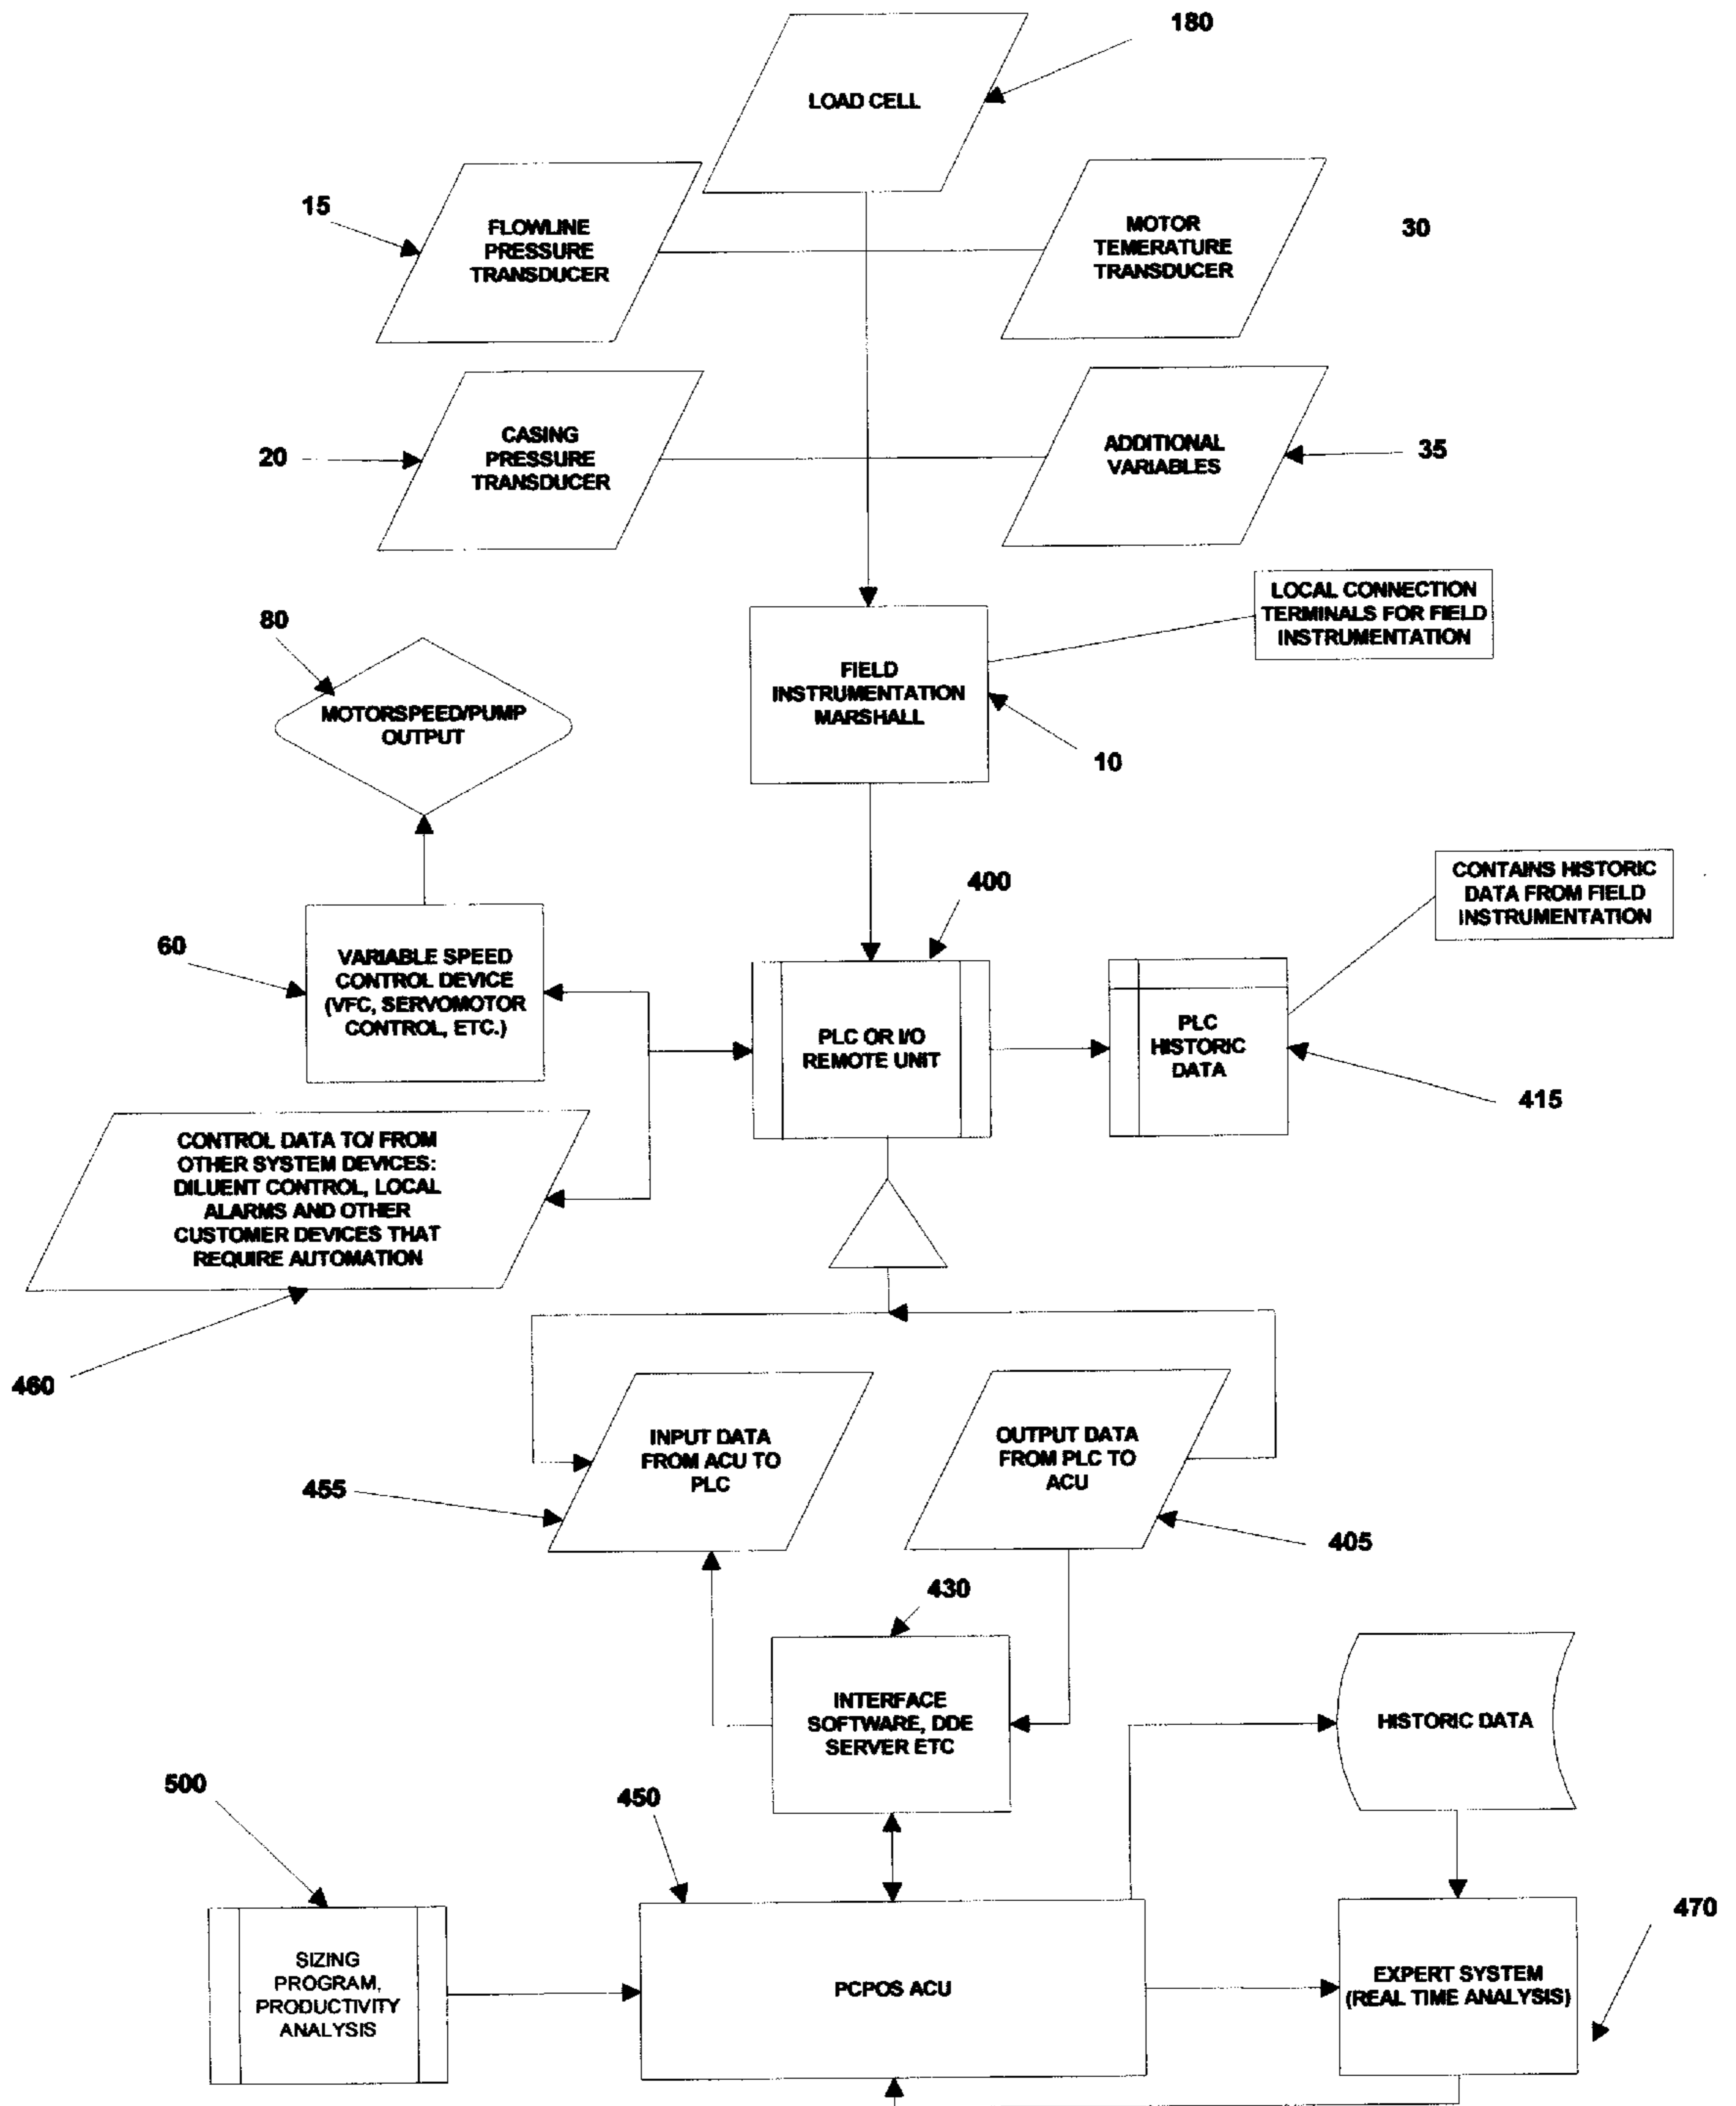 180
LOAD CELL
15
FLOWLINE
PRESSURE
TRANSDUCER
MOTOR
TEMERATURE
TRANSDUCER
30
20
CASING
PRESSURE
TRANSDUCER
ADDITIONAL
VARIABLES
35
LOCAL CONNECTION
TERMINALS FOR FIELD
INSTRUMENTATION
80
MOTORSPEED/PUMP
OUTPUT
FIELD
INSTRUMENTATION
MARSHALL
10
400
CONTAINS HISTORIC
DATA FROM FIELD
INSTRUMENTATION
60
VARIABLE SPEED
CONTROL DEVICE
(VFC, SERVOMOTOR
CONTROL, ETC.)
PLC OR I/O
REMOTE UNIT
PLC
HISTORIC
DATA
415
CONTROL DATA TO/ FROM
OTHER SYSTEM DEVICES:
DILUENT CONTROL, LOCAL
ALARMS AND OTHER
CUSTOMER DEVICES THAT
REQUIRE AUTOMATION
460
INPUT DATA
FROM ACU TO
PLC
OUTPUT DATA
FROM PLC TO
ACU
455
405
430
INTERFACE
SOFTWARE, DDE
SERVER ETC
HISTORIC DATA
500
450
470
SIZING
PROGRAM,
PRODUCTIVITY
ANALYSIS
PCPOS ACU
EXPERT SYSTEM
(REAL TIME ANALYSIS)